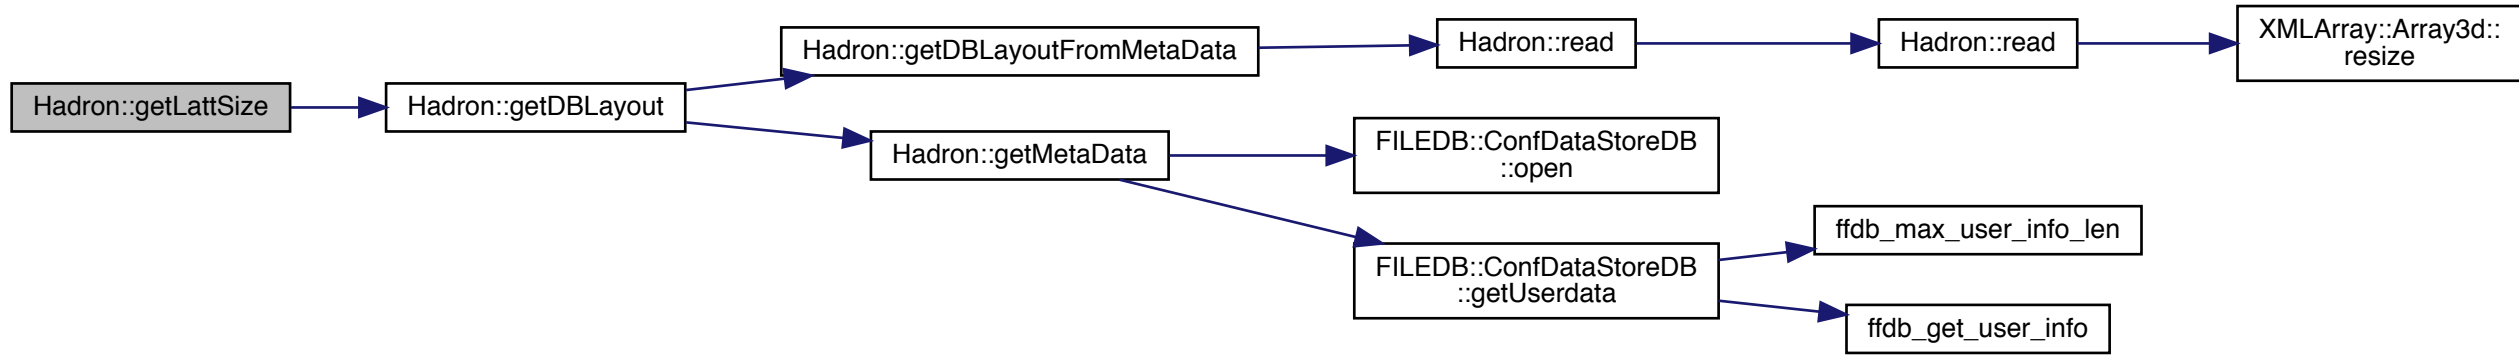 Hadron::getLattSize
Hadron::getDBLayout
Hadron::getDBLayoutFromMetaData
Hadron::read
Hadron::read
XMLArray::Array3d::
resize
Hadron::getMetaData
FILEDB::ConfDataStoreDB
::open
FILEDB::ConfDataStoreDB
::getUserdata
ffdb_max_user_info_len
ffdb_get_user_info